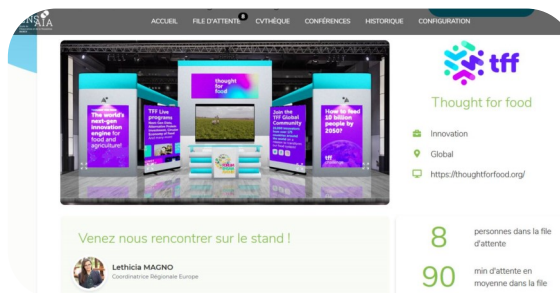 ACCUEIL FILE D'ATTENTE 8 CVTHÈQUE CONFÉRENCES HISTORIQUE CONFIGURATION
thought
for
food
The world's
next-gen
innovation
engine for
food and
agriculture!
TFF Live
programs
Join the
TFF Global
Community
How to feed
10 billion
people by
2050?
tff
tff
Thought for food
Innovation
Global
https://thoughtforfood.org/
Venez nous rencontrer sur le stand !
Lethicia MAGNO
Coordinatrice Régionale Europe
8 personnes dans la file
d'attente
90 min d'attente en
moyenne dans la file